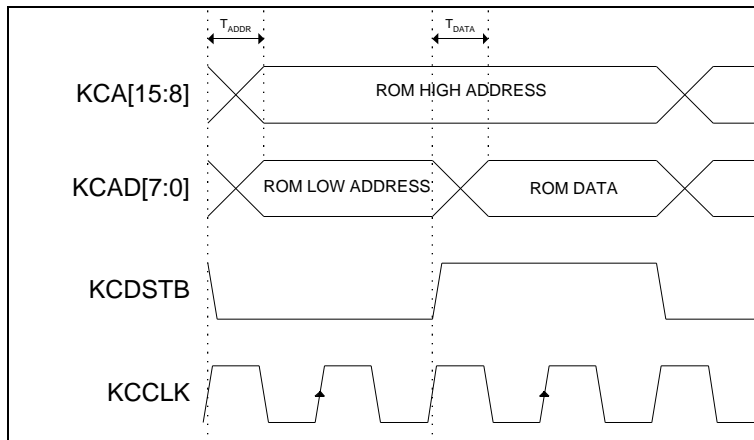 TADDR
TDATA
KCA[15:8]
ROM HIGH ADDRESS
KCAD[7:0]
ROM LOW ADDRESS
ROM DATA
KCDSTB
KCCLK